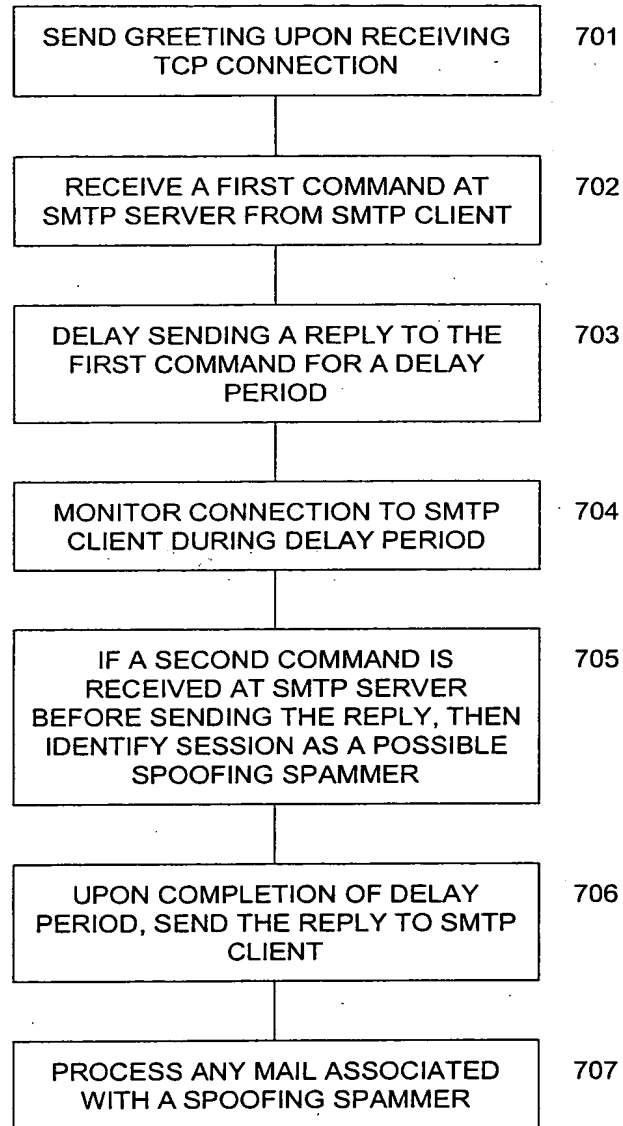 SEND GREETING UPON RECEIVING
TCP CONNECTION
701
RECEIVE A FIRST COMMAND AT
SMTP SERVER FROM SMTP CLIENT
702
DELAY SENDING A REPLY TO THE
FIRST COMMAND FOR A DELAY
PERIOD
703
MONITOR CONNECTION TO SMTP
CLIENT DURING DELAY PERIOD
704
IF A SECOND COMMAND IS
RECEIVED AT SMTP SERVER
BEFORE SENDING THE REPLY, THEN
IDENTIFY SESSION AS A POSSIBLE
SPOOFING SPAMMER
705
UPON COMPLETION OF DELAY
PERIOD, SEND THE REPLY TO SMTP
CLIENT
706
PROCESS ANY MAIL ASSOCIATED
WITH A SPOOFING SPAMMER
707